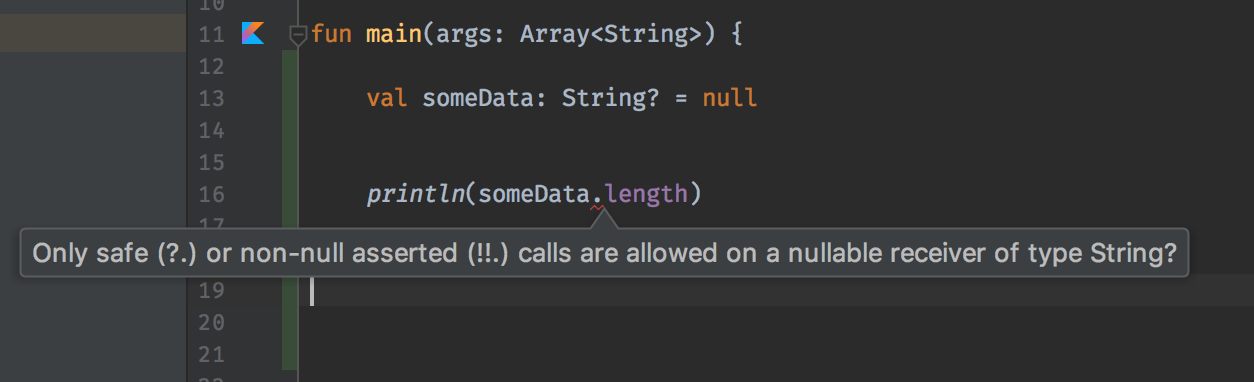 10
11 fun main(args: Array<String>) {
12
13 val someData: String? = null
14
15
16 println(someData.length)
17
Only safe (?.) or non-null asserted (!!.) calls are allowed on a nullable receiver of type String?
19
20
21